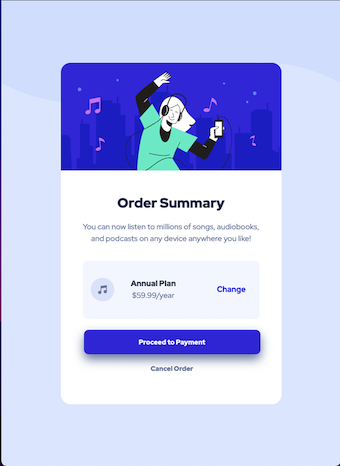 Order Summary
You can now listen to millions of songs, audiobooks,
and podcasts on any device anywhere you like!
Annual Plan
$59.99/year
Change
Proceed to Payment
Cancel Order